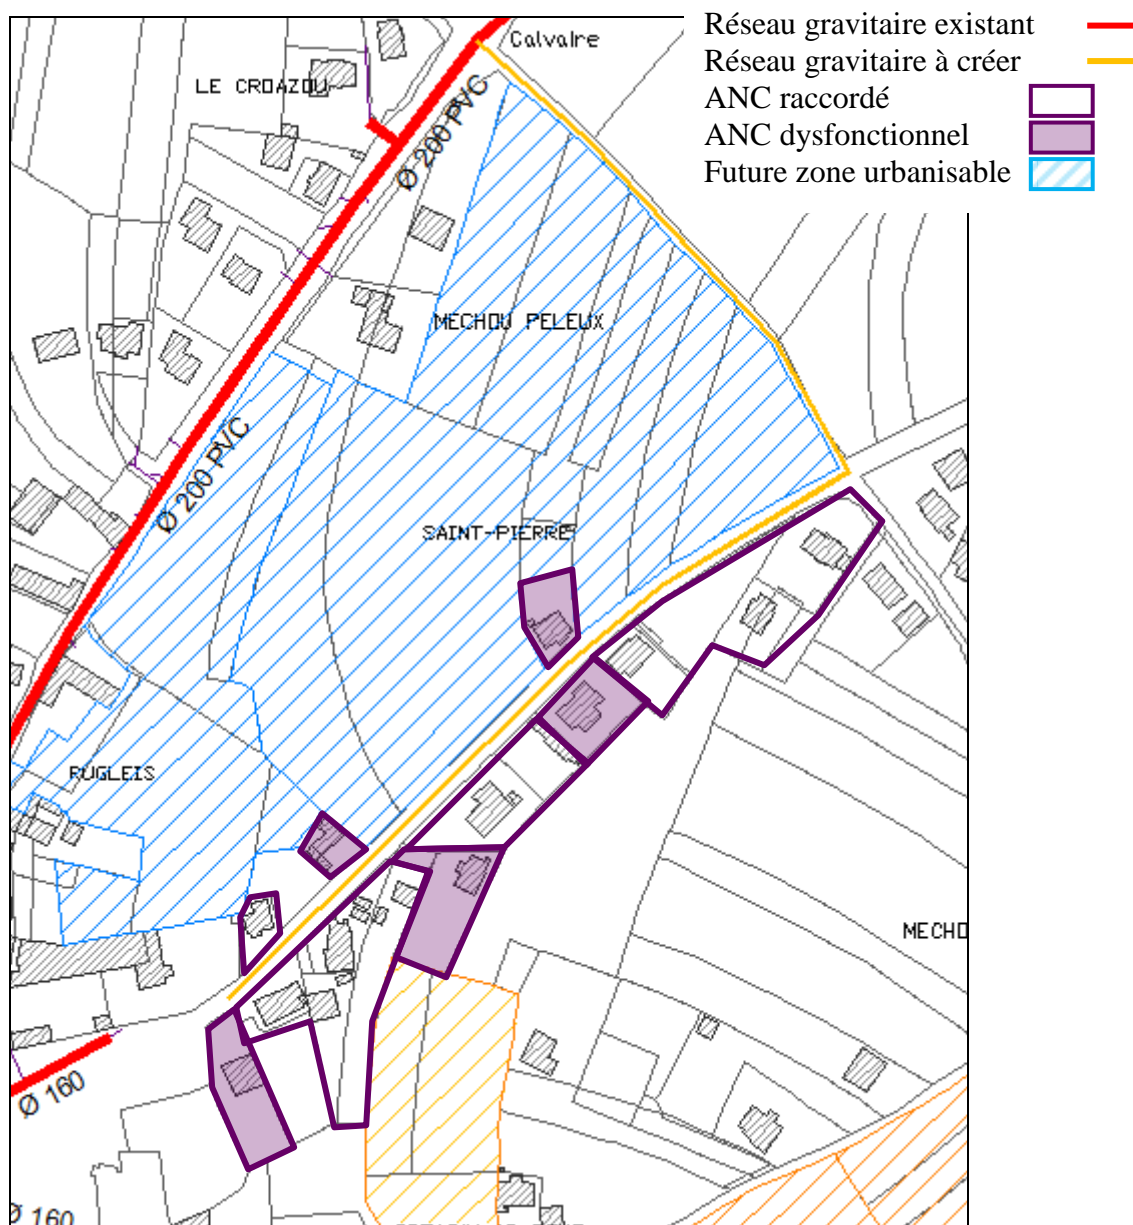 Réseau gravitaire existant
Réseau gravitaire à créer
ANC raccordé
ANC dysfonctionnel
Future zone urbanisable
Calvaire
LE CROAZOU
Ø 200 PVC
MECHOU PELEUX
Ø 200 PVC
SAINT-PIERRE
RUGLEIS
MECHO
Ø 160
Ø 160